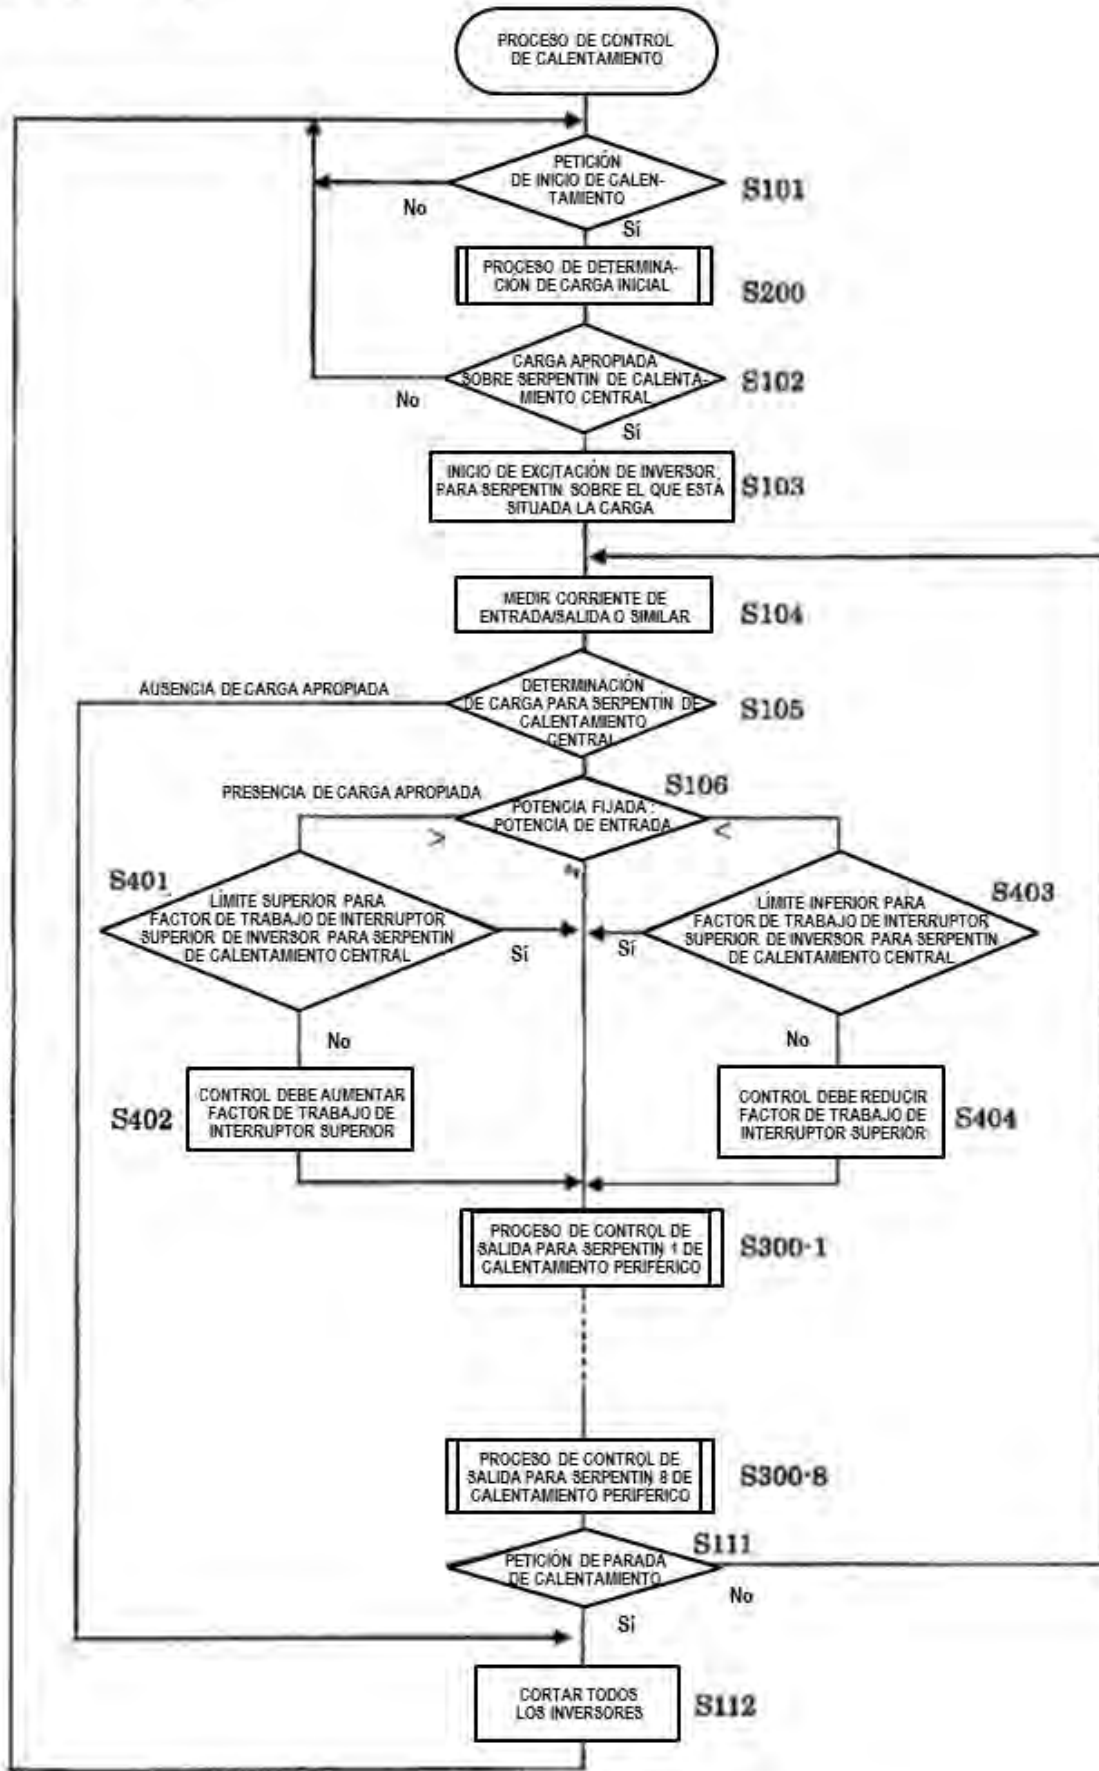 PROCESO DE CONTROL
DE CALENTAMIENTO
PETICIÓN
DE INICIO DE CALEN-
TAMIENTO
S101
No
Sí
PROCESO DE DETERMINA-
CIÓN DE CARGA INICIAL
S200
CARGA APROPIADA
SOBRE SERPENTIN DE CALENTA-
MIENTO CENTRAL
S102
No
Sí
INICIO DE EXCITACIÓN DE INVERSOR
PARA SERPENTIN SOBRE EL QUE ESTÁ
SITUADA LA CARGA
S103
MEDIR CORRIENTE DE
ENTRADA/SALIDA O SIMILAR
S104
AUSENCIA DE CARGA APROPIADA
DETERMINACIÓN
DE CARGA PARA SERPENTÍN DE
CALENTAMIENTO
CENTRAL
S105
PRESENCIA DE CARGA APROPIADA
S106
POTENCIA FIJADA :
POTENCIA DE ENTRADA
>
<
≒
S401
LÍMITE SUPERIOR PARA
FACTOR DE TRABAJO DE INTERRUPTOR
SUPERIOR DE INVERSOR PARA SERPENTÍN
DE CALENTAMIENTO CENTRAL
Sí
No
S403
LÍMITE INFERIOR PARA
FACTOR DE TRABAJO DE INTERRUPTOR
SUPERIOR DE INVERSOR PARA SERPENTÍN
DE CALENTAMIENTO CENTRAL
Sí
No
S402
CONTROL DEBE AUMENTAR
FACTOR DE TRABAJO DE
INTERRUPTOR SUPERIOR
CONTROL DEBE REDUCIR
FACTOR DE TRABAJO DE
INTERRUPTOR SUPERIOR
S404
PROCESO DE CONTROL DE
SALIDA PARA SERPENTÍN 1 DE
CALENTAMIENTO PERIFÉRICO
S300-1
PROCESO DE CONTROL DE
SALIDA PARA SERPENTÍN 8 DE
CALENTAMIENTO PERIFÉRICO
S300-8
S111
PETICIÓN DE PARADA
DE CALENTAMIENTO
No
Sí
CORTAR TODOS
LOS INVERSORES
S112